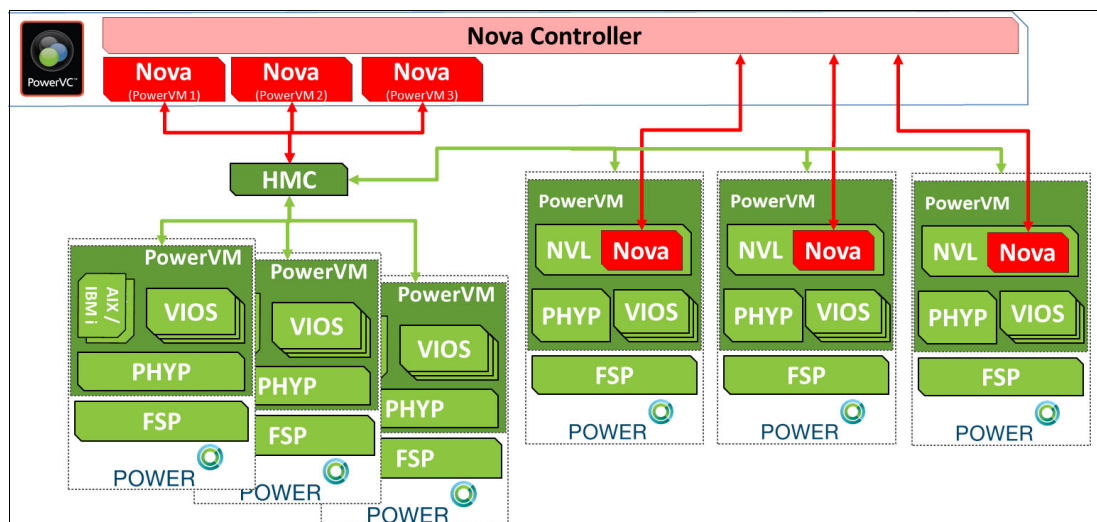 PowerVC™
Nova Controller
Nova
(PowerVM 1)
Nova
(PowerVM 2)
Nova
(PowerVM 3)
HMC
PowerVM
AIX /
IBM i
VIOS
PHYP
FSP
POWER
PowerVM
VIOS
PHYP
FSP
POWER
PowerVM
VIOS
PHYP
FSP
POWER
PowerVM
NVL
Nova
PHYP
VIOS
FSP
POWER
PowerVM
NVL
Nova
PHYP
VIOS
FSP
POWER
PowerVM
NVL
Nova
PHYP
VIOS
FSP
POWER